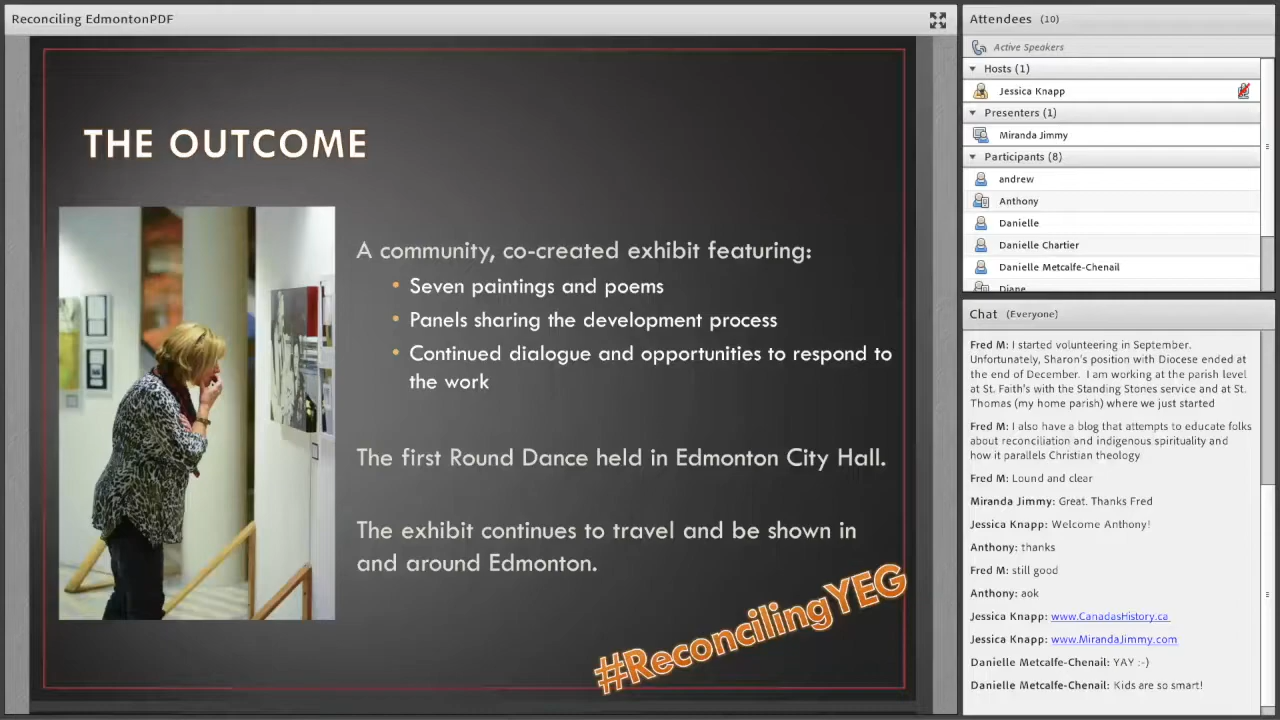 Reconciling EdmontonPDF
THE OUTCOME
A community, co-created exhibit featuring:
• Seven paintings and poems
• Panels sharing the development process
• Continued dialogue and opportunities to respond to
the work
The first Round Dance held in Edmonton City Hall.
The exhibit continues to travel and be shown in
and around Edmonton.
#ReconcilingYEG
Attendees (10)
Active Speakers
Hosts (1)
Jessica Knapp
Presenters (1)
Miranda Jimmy
Participants (8)
andrew
Anthony
Danielle
Danielle Chartier
Danielle Metcalfe-Chenail
Diane
Chat (Everyone)
Fred M: I started volunteering in September.
Unfortunately, Sharon's position with Diocese ended at
the end of December. I am working at the parish level
at St. Faith's with the Standing Stones service and at St.
Thomas (my home parish) where we just started
Fred M: I also have a blog that attempts to educate folks
about reconciliation and indigenous spirituality and
how it parallels Christian theology
Fred M: Lound and clear
Miranda Jimmy: Great. Thanks Fred
Jessica Knapp: Welcome Anthony!
Anthony: thanks
Fred M: still good
Anthony: aok
Jessica Knapp: www.CanadasHistory.ca
Jessica Knapp: www.MirandaJimmy.com
Danielle Metcalfe-Chenail: YAY :-)
Danielle Metcalfe-Chenail: Kids are so smart!